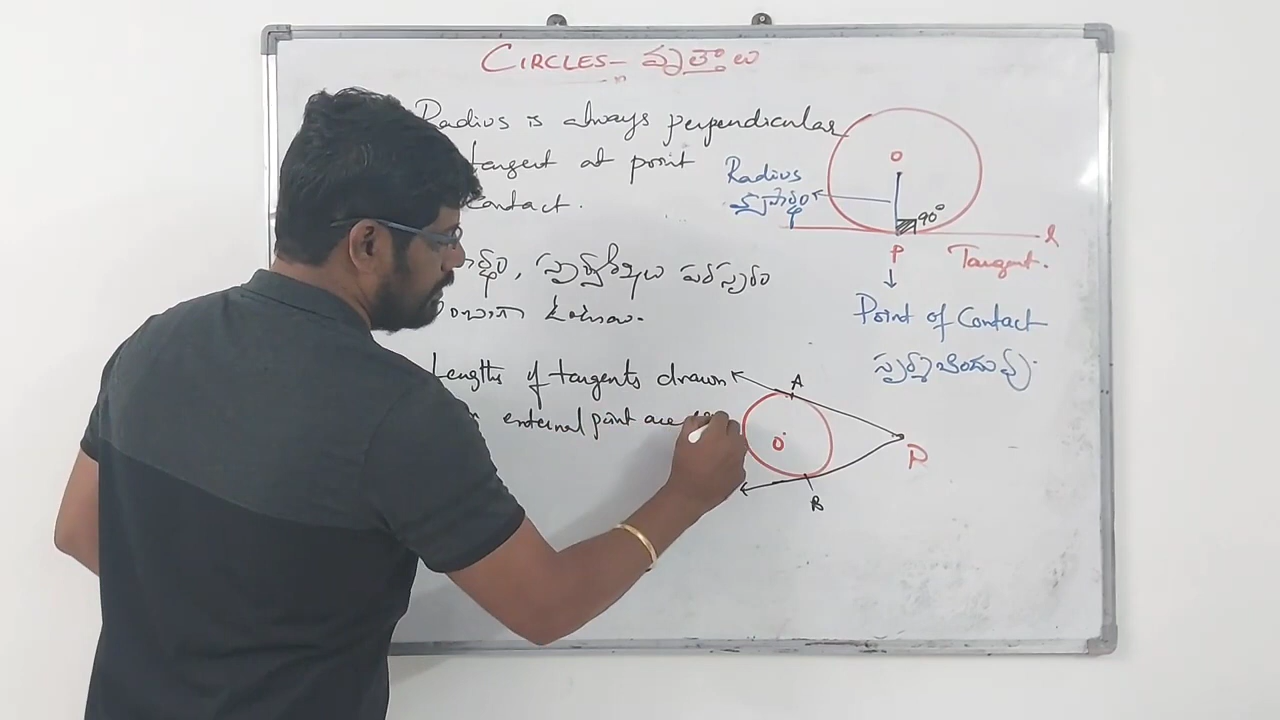 CIRCLES- వృత్తాలు
Radius is always perpendicular
tangent at point
contact.
స్పర్శరేఖలు పరస్పరం
లంబంగా ఉంటాయి.
Lengths of tangents drawn
external point are
O
Radius
వ్యాసార్థం
90°
P
Tangent.
l
Point of Contact
స్పర్శ బిందువు.
A
O
P
B